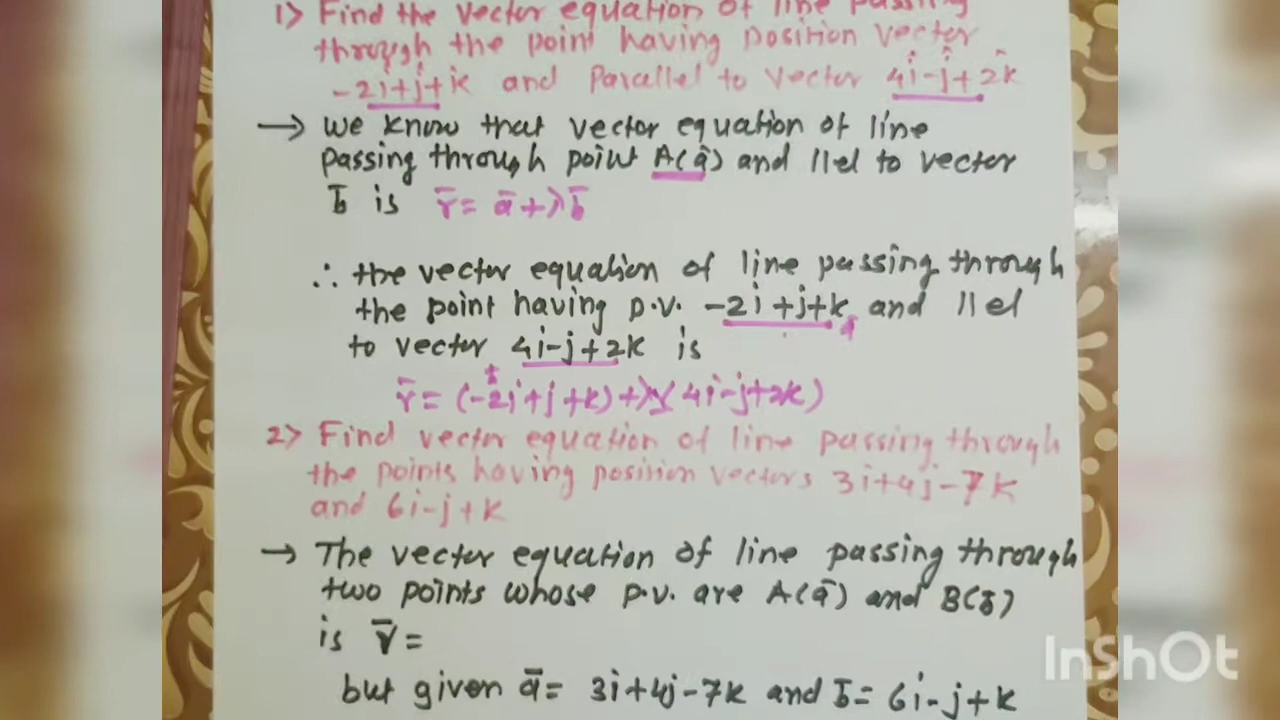 1) Find the vector equation of line passing
through the point having position vector
-2i+j+k and Parallel to vector 4î-ĵ+2k̂
→ we know that vector equation of line
passing through point A(ā) and llel to vector
b̄ is r̄ = ā+λb̄
∴ the vector equation of line passing through
the point having p.v. -2i+j+k and llel
to vector 4i-j+2k is
r̄ = (-2i+j+k)+λ(4i-j+2k)
2) Find vector equation of line passing through
the points having position vectors 3i+4j-7k
and 6i-j+k
→ The vector equation of line passing through
two points whose p.v. are A(ā) and B(b̄)
is r̄ =
but given ā = 3i+4j-7k and b̄ = 6i-j+k
InShOt